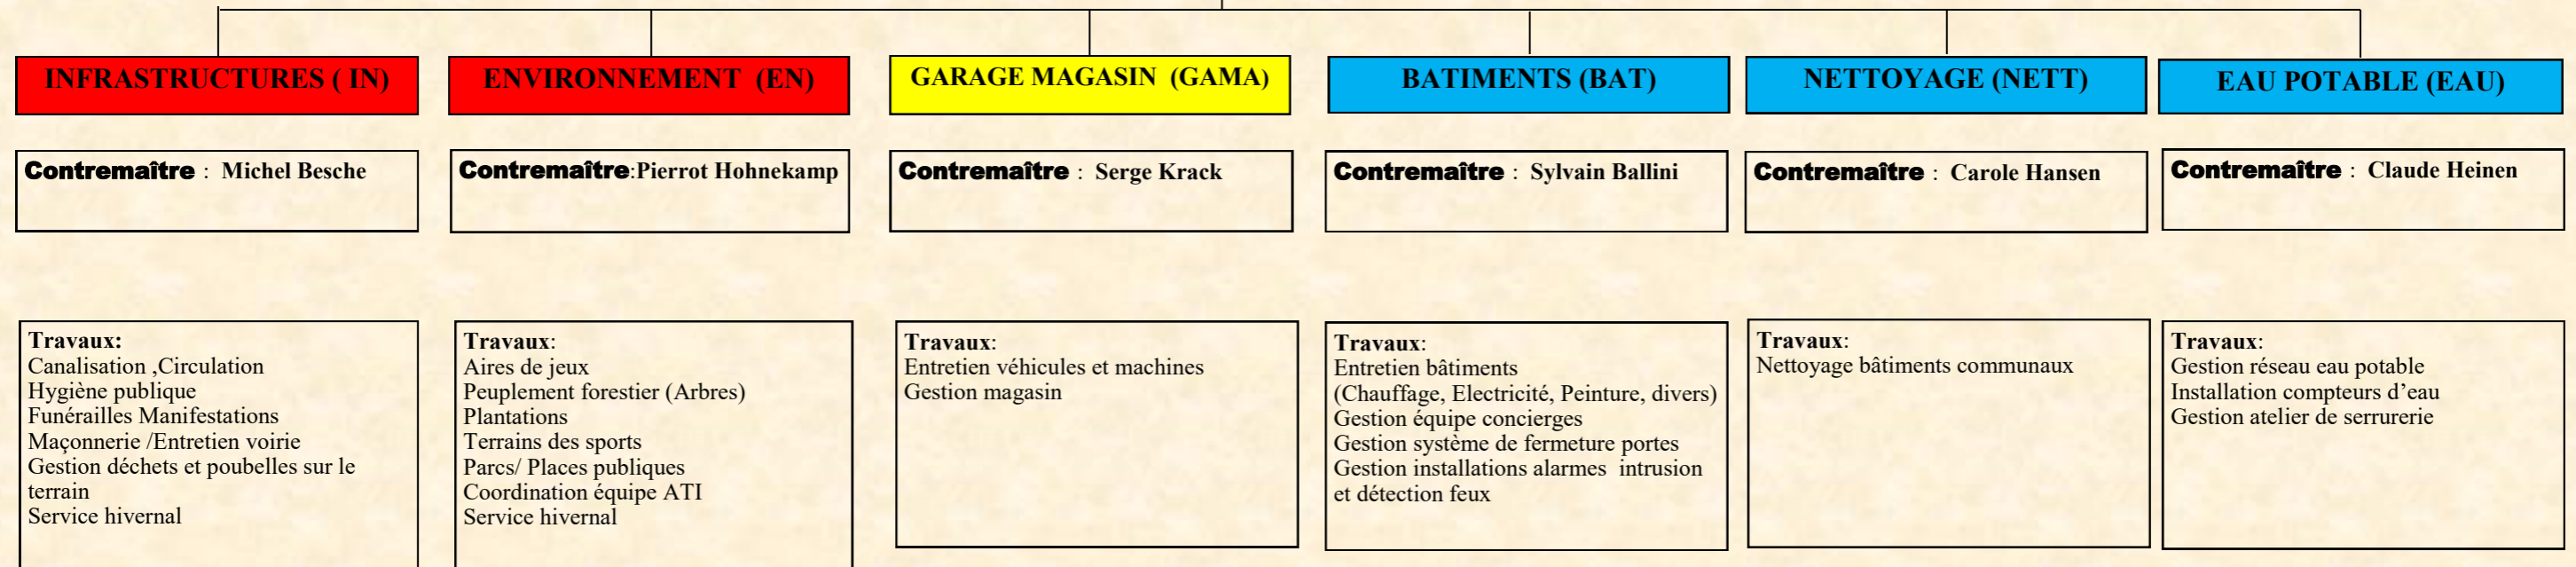 INFRASTRUCTURES ( IN)
ENVIRONNEMENT (EN)
GARAGE MAGASIN (GAMA)
BATIMENTS (BAT)
NETTOYAGE (NETT)
EAU POTABLE (EAU)
Contremaître : Michel Besche
Contremaître:Pierrot Hohnekamp
Contremaître : Serge Krack
Contremaître : Sylvain Ballini
Contremaître : Carole Hansen
Contremaître : Claude Heinen
Travaux:
Canalisation ,Circulation
Hygiène publique
Funérailles Manifestations
Maçonnerie /Entretien voirie
Gestion déchets et poubelles sur le
terrain
Service hivernal
Travaux:
Aires de jeux
Peuplement forestier (Arbres)
Plantations
Terrains des sports
Parcs/ Places publiques
Coordination équipe ATI
Service hivernal
Travaux:
Entretien véhicules et machines
Gestion magasin
Travaux:
Entretien bâtiments
(Chauffage, Electricité, Peinture, divers)
Gestion équipe concierges
Gestion système de fermeture portes
Gestion installations alarmes intrusion
et détection feux
Travaux:
Nettoyage bâtiments communaux
Travaux:
Gestion réseau eau potable
Installation compteurs d’eau
Gestion atelier de serrurerie